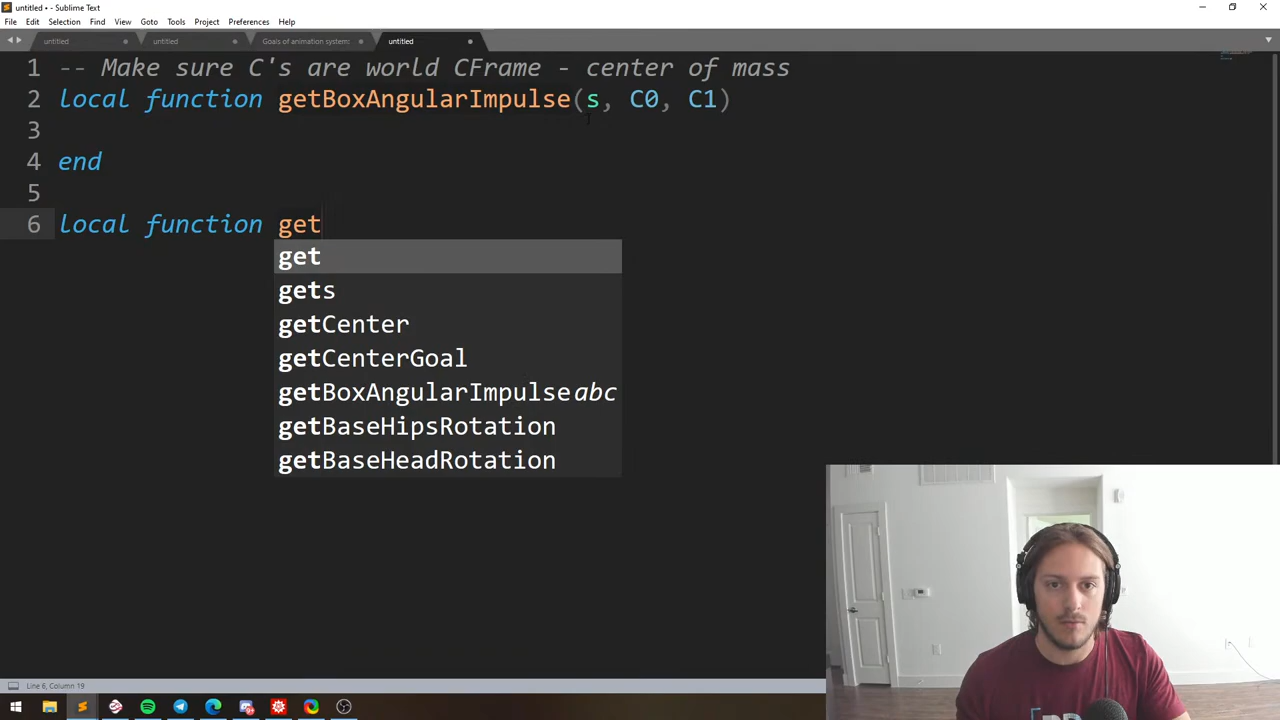 untitled • - Sublime Text
File Edit Selection Find View Goto Tools Project Preferences Help
untitled untitled Goals of animation system: untitled
1 -- Make sure C's are world CFrame - center of mass
2 local function getBoxAngularImpulse(s, C0, C1)
3
4 end
5
6 local function get
get
gets
getCenter
getCenterGoal
getBoxAngularImpulse abc
getBaseHipsRotation
getBaseHeadRotation
Line 6, Column 19